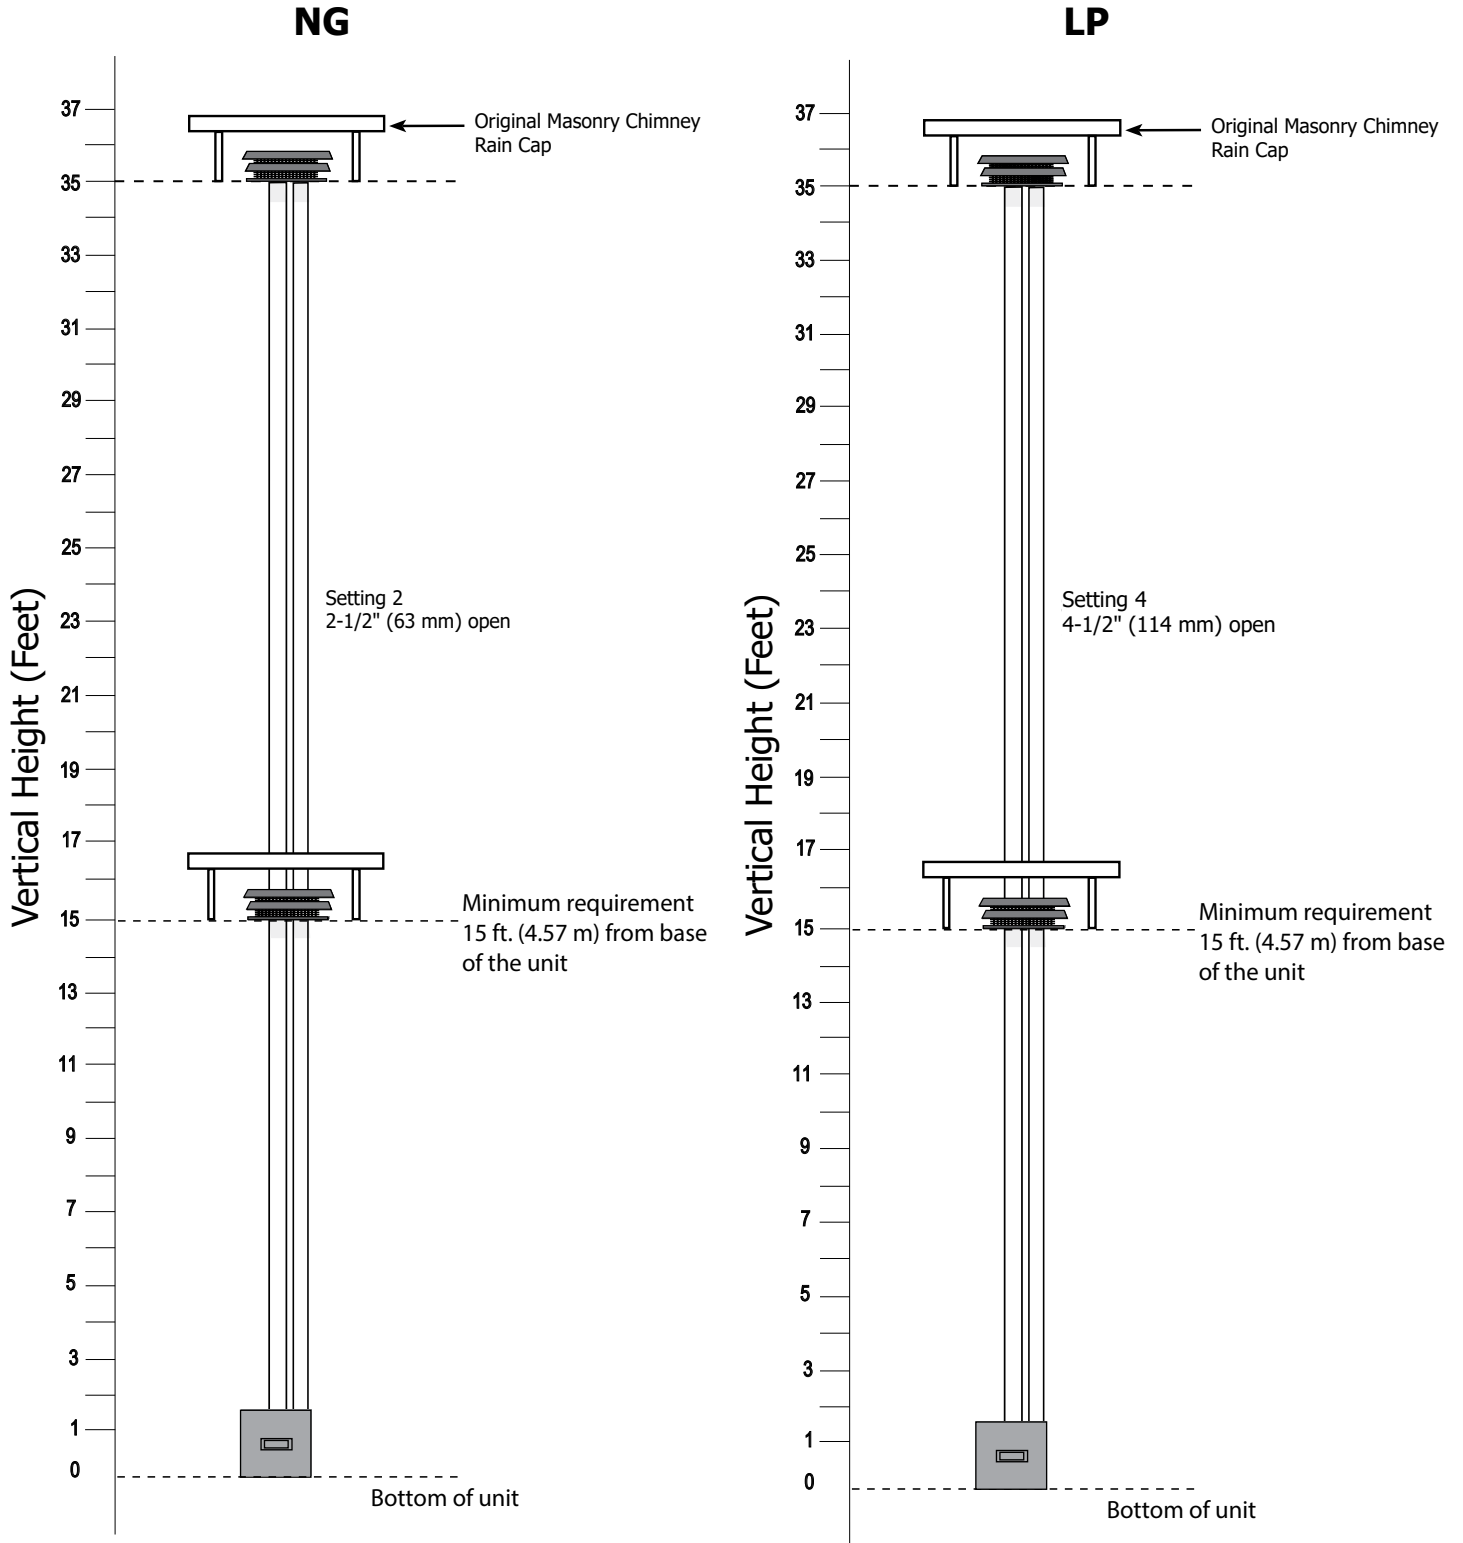 NG
37
Original Masonry Chimney
Rain Cap
35
33
31
29
27
25
Setting 2
2-1/2" (63 mm) open
23
21
19
17
15
Minimum requirement
15 ft. (4.57 m) from base
of the unit
13
11
9
7
5
3
1
0
Bottom of unit
Vertical Height (Feet)
LP
37
Original Masonry Chimney
Rain Cap
35
33
31
29
27
25
Setting 4
4-1/2" (114 mm) open
23
21
19
17
15
Minimum requirement
15 ft. (4.57 m) from base
of the unit
13
11
9
7
5
3
1
0
Bottom of unit
Vertical Height (Feet)